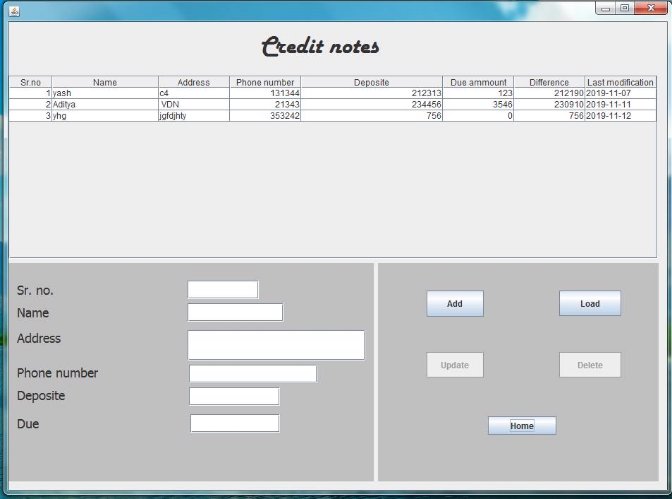 Credit notes
Sr.no Name Address Phone number Deposite Due ammount Difference Last modification
1 yash c4 131344 212313 123 212190 2019-11-07
2 Aditya VDN 21343 234456 3546 230910 2019-11-11
3 yhg jgfdjhty 353242 756 0 756 2019-11-12
Sr. no.
Name
Address
Phone number
Deposite
Due
Add Load
Update Delete
Home